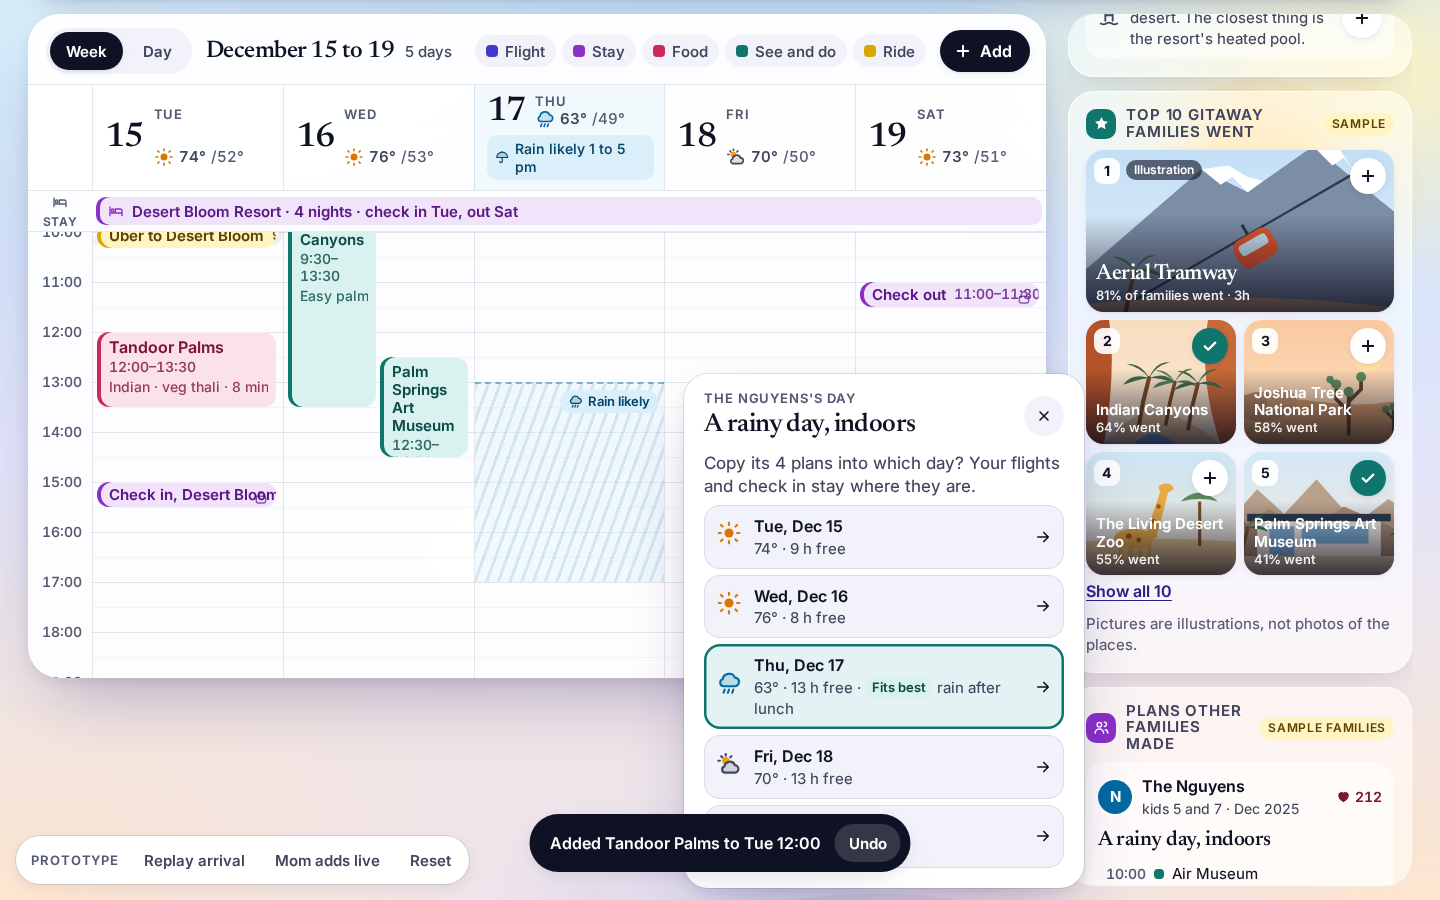 Week
Day
December 15 to 19 5 days
Flight
Stay
Food
See and do
Ride
+ Add
15 TUE
74° /52°
16 WED
76° /53°
17 THU
63° /49°
Rain likely 1 to 5
pm
18 FRI
70° /50°
19 SAT
73° /51°
STAY
Desert Bloom Resort · 4 nights · check in Tue, out Sat
10:00
11:00
12:00
13:00
14:00
15:00
16:00
17:00
18:00
Uber to Desert Bloom
Tandoor Palms
12:00–13:30
Indian · veg thali · 8 min
Check in, Desert Bloom
Canyons
9:30–
13:30
Easy palm
Palm
Springs
Art
Museum
12:30–
Rain likely
Check out 11:00–11:30
THE NGUYENS'S DAY
A rainy day, indoors
Copy its 4 plans into which day? Your flights
and check in stay where they are.
Tue, Dec 15
74° · 9 h free
Wed, Dec 16
76° · 8 h free
Thu, Dec 17
63° · 13 h free · Fits best rain after
lunch
Fri, Dec 18
70° · 13 h free
Added Tandoor Palms to Tue 12:00
Undo
PROTOTYPE
Replay arrival
Mom adds live
Reset
desert. The closest thing is
the resort's heated pool.
TOP 10 GITAWAY
FAMILIES WENT
SAMPLE
1 Illustration
Aerial Tramway
81% of families went · 3h
2
Indian Canyons
64% went
3
Joshua Tree
National Park
58% went
4
The Living Desert
Zoo
55% went
5
Palm Springs Art
Museum
41% went
Show all 10
Pictures are illustrations, not photos of the
places.
PLANS OTHER
FAMILIES
MADE
SAMPLE FAMILIES
N
The Nguyens
kids 5 and 7 · Dec 2025
212
A rainy day, indoors
10:00 Air Museum